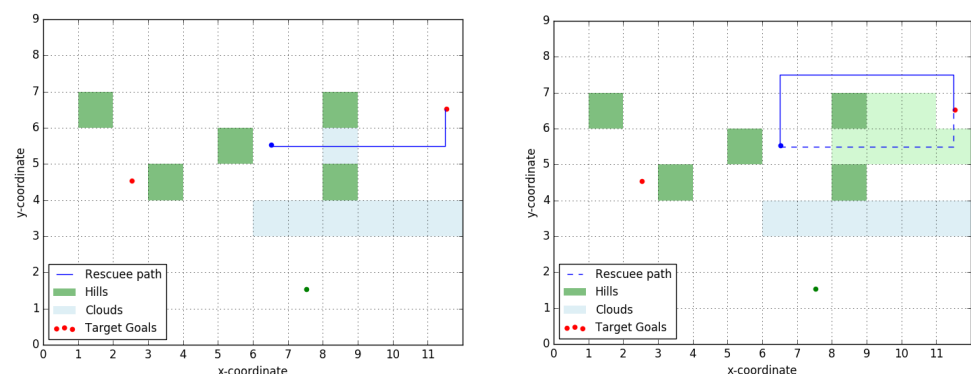 9
8
7
6
5
4
3
2
1
0
y-coordinate
Rescuee path
Hills
Clouds
Target Goals
0 1 2 3 4 5 6 7 8 9 10 11
x-coordinate
9
8
7
6
5
4
3
2
1
0
y-coordinate
Rescuee path
Hills
Clouds
Target Goals
0 1 2 3 4 5 6 7 8 9 10 11
x-coordinate